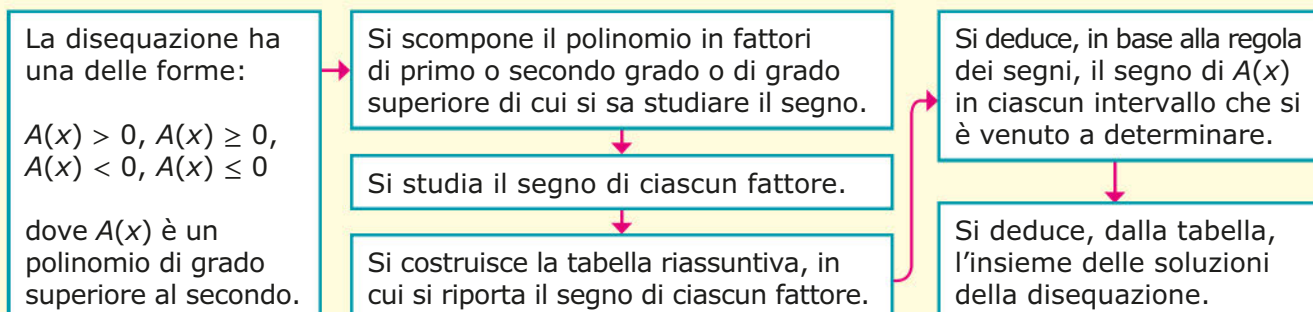 La disequazione ha
una delle forme:
A(x) > 0, A(x) ≥ 0,
A(x) < 0, A(x) ≤ 0
dove A(x) è un
polinomio di grado
superiore al secondo.
Si scompone il polinomio in fattori
di primo o secondo grado o di grado
superiore di cui si sa studiare il segno.
Si studia il segno di ciascun fattore.
Si costruisce la tabella riassuntiva, in
cui si riporta il segno di ciascun fattore.
Si deduce, in base alla regola
dei segni, il segno di A(x)
in ciascun intervallo che si
è venuto a determinare.
Si deduce, dalla tabella,
l'insieme delle soluzioni
della disequazione.